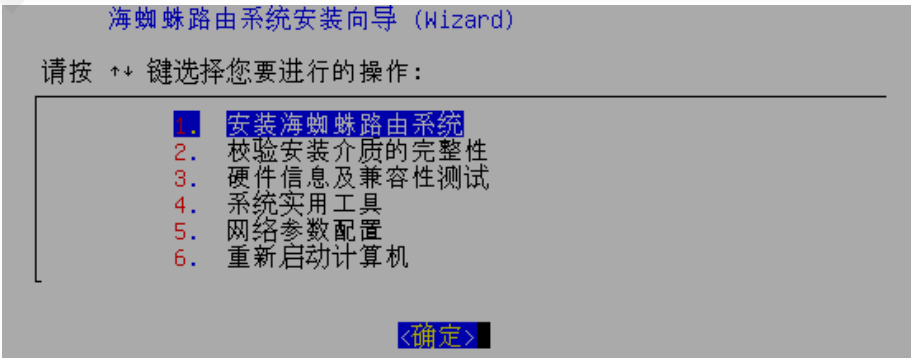 海蜘蛛路由系统安装向导 (Wizard)
请按 ↑↓ 键选择您要进行的操作:
1. 安装海蜘蛛路由系统
2. 校验安装介质的完整性
3. 硬件信息及兼容性测试
4. 系统实用工具
5. 网络参数配置
6. 重新启动计算机
<确定>